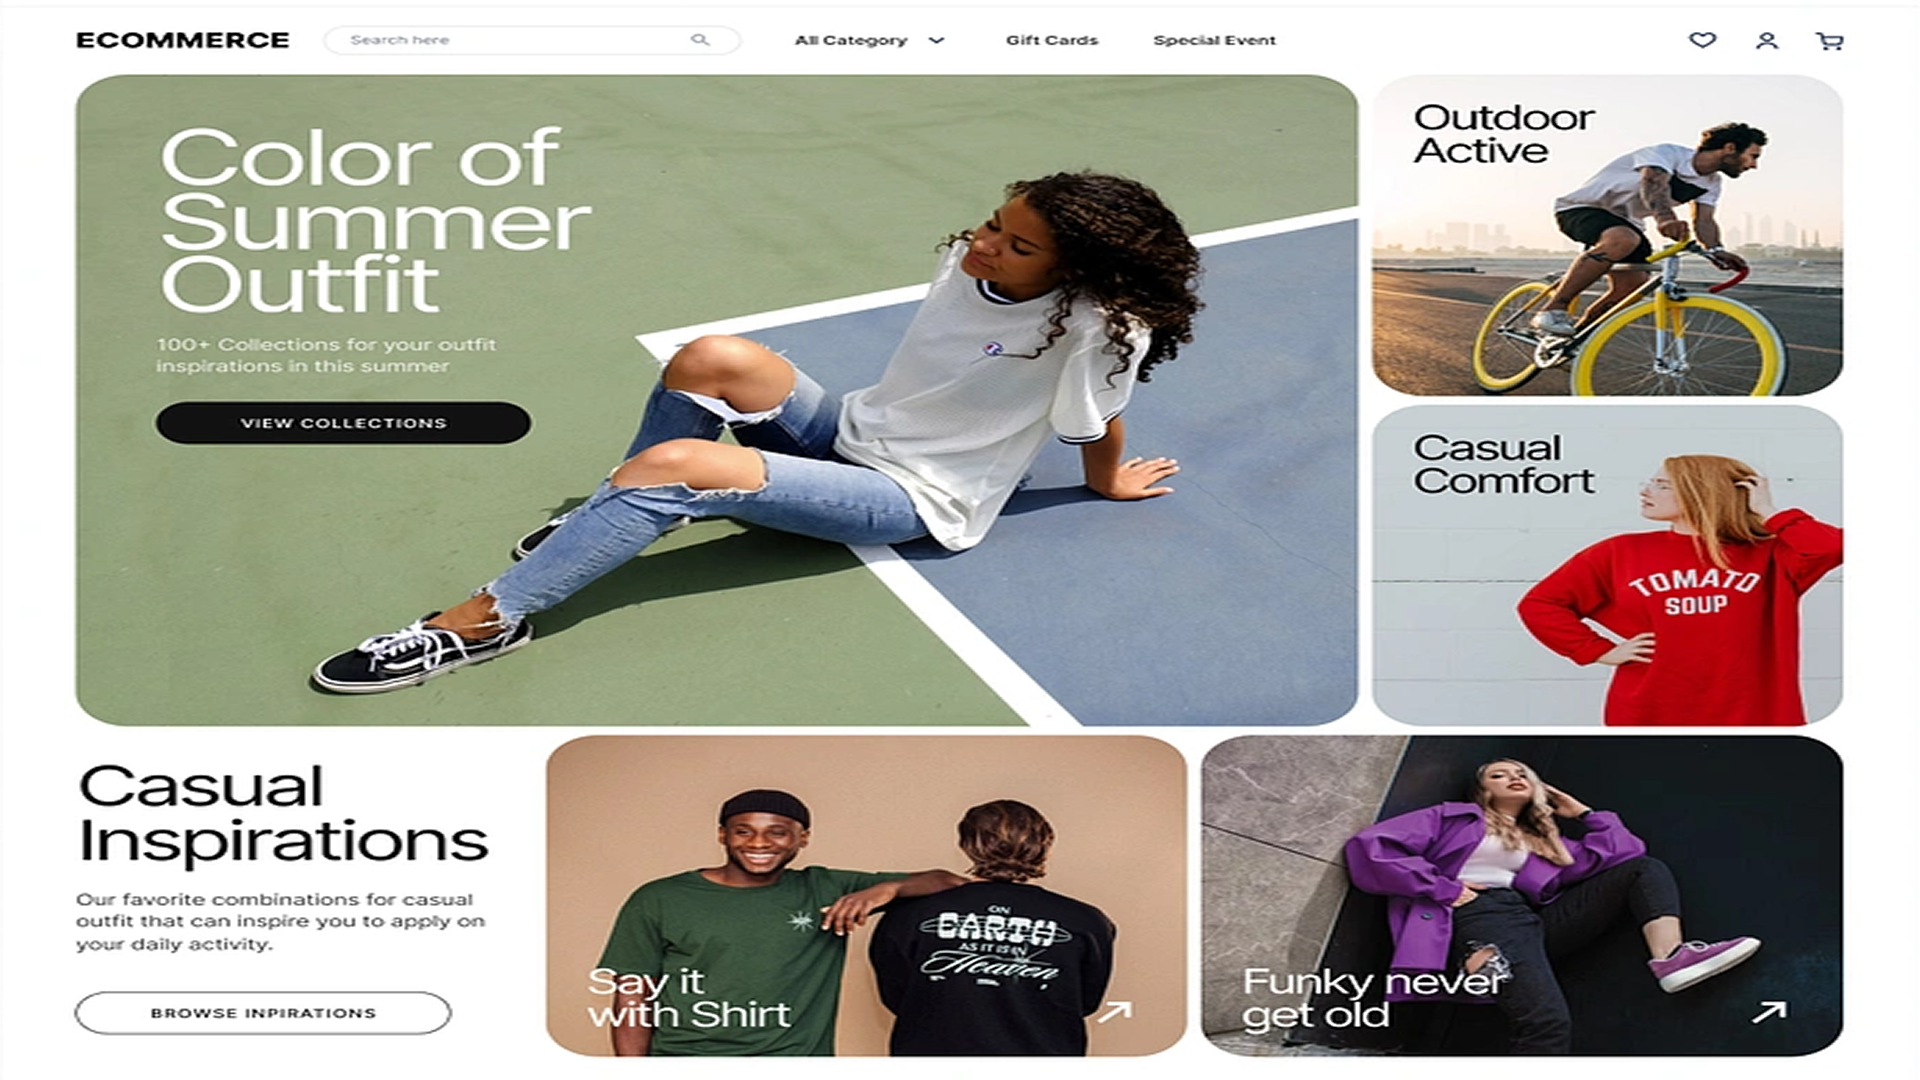 ECOMMERCE
Search here
All Category
Gift Cards
Special Event
Color of
Summer
Outfit
100+ Collections for your outfit
inspirations in this summer
VIEW COLLECTIONS
Outdoor
Active
Casual
Comfort
TOMATO
SOUP
Casual
Inspirations
Our favorite combinations for casual
outfit that can inspire you to apply on
your daily activity.
BROWSE INPIRATIONS
ON
EARTH
AS IT IS IN
Heaven
Say it
with Shirt
Funky never
get old